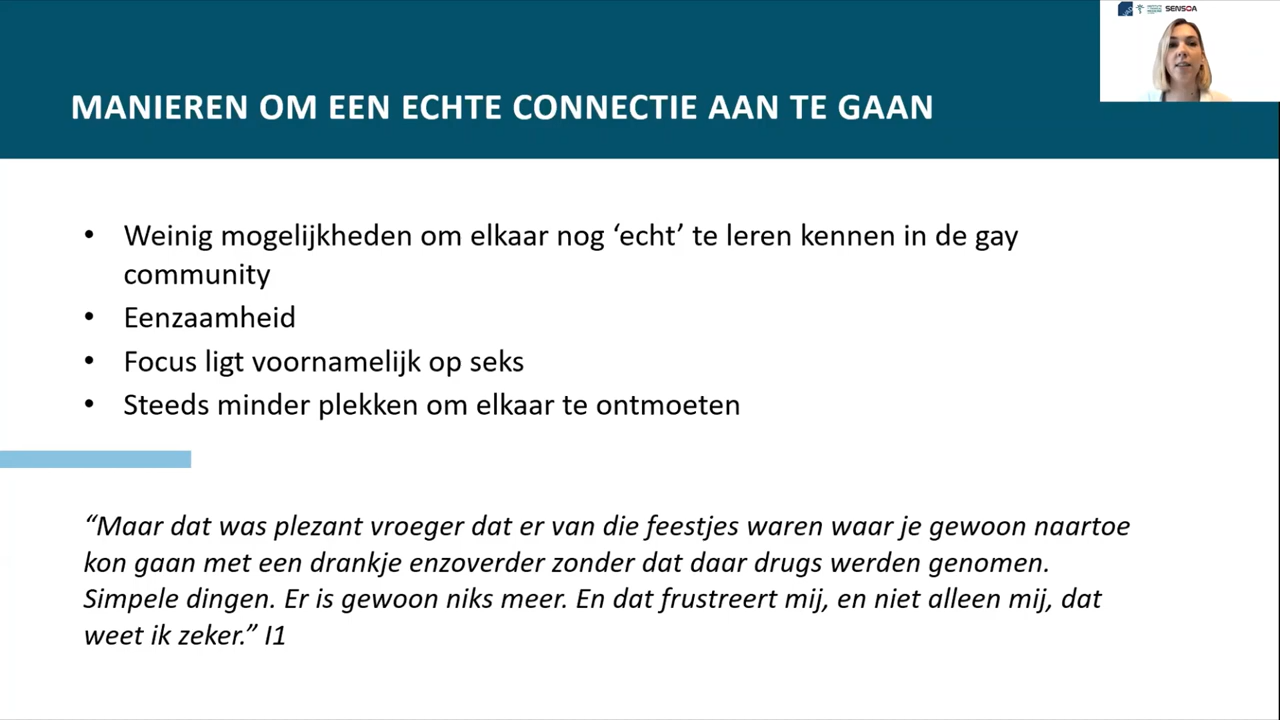 SENSOA
MANIEREN OM EEN ECHTE CONNECTIE AAN TE GAAN
• Weinig mogelijkheden om elkaar nog ‘echt’ te leren kennen in de gay
community
• Eenzaamheid
• Focus ligt voornamelijk op seks
• Steeds minder plekken om elkaar te ontmoeten
“Maar dat was plezant vroeger dat er van die feestjes waren waar je gewoon naartoe
kon gaan met een drankje enzoverder zonder dat daar drugs werden genomen.
Simpele dingen. Er is gewoon niks meer. En dat frustreert mij, en niet alleen mij, dat
weet ik zeker.” I1